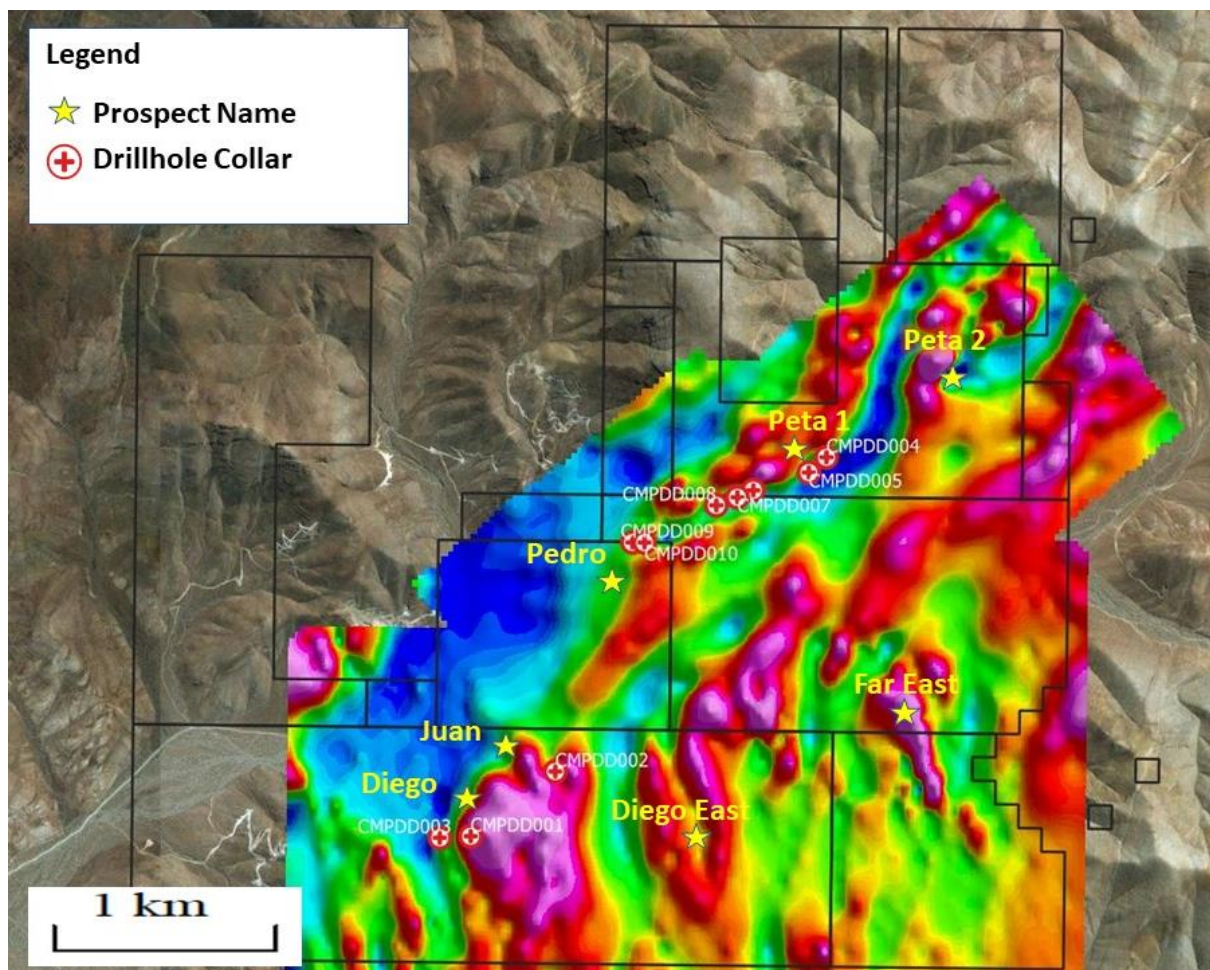 Legend
Prospect Name
Drillhole Collar
Peta 2
Peta 1
CMPDD004
CMPDD005
CMPDD008
CMPDD007
CMPDD009
CMPDD010
Pedro
Far East
Juan
CMPDD002
Diego
Diego East
CMPDD003
CMPDD001
1 km